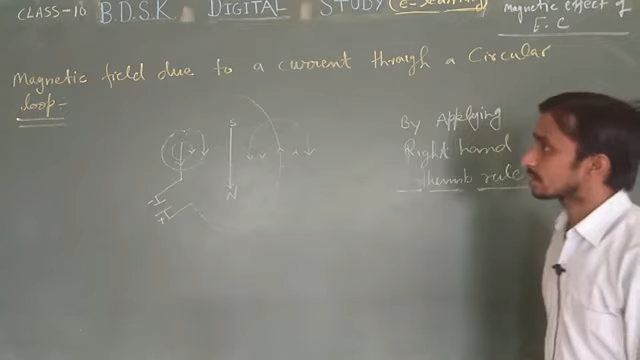 CLASS-10 B.D.S.K DIGITAL STUDY (e-learning) Magnetic effect of E.C
Magnetic field due to a current through a Circular
loop:-
By Applying
Right hand
thumb rule
S
N
- +